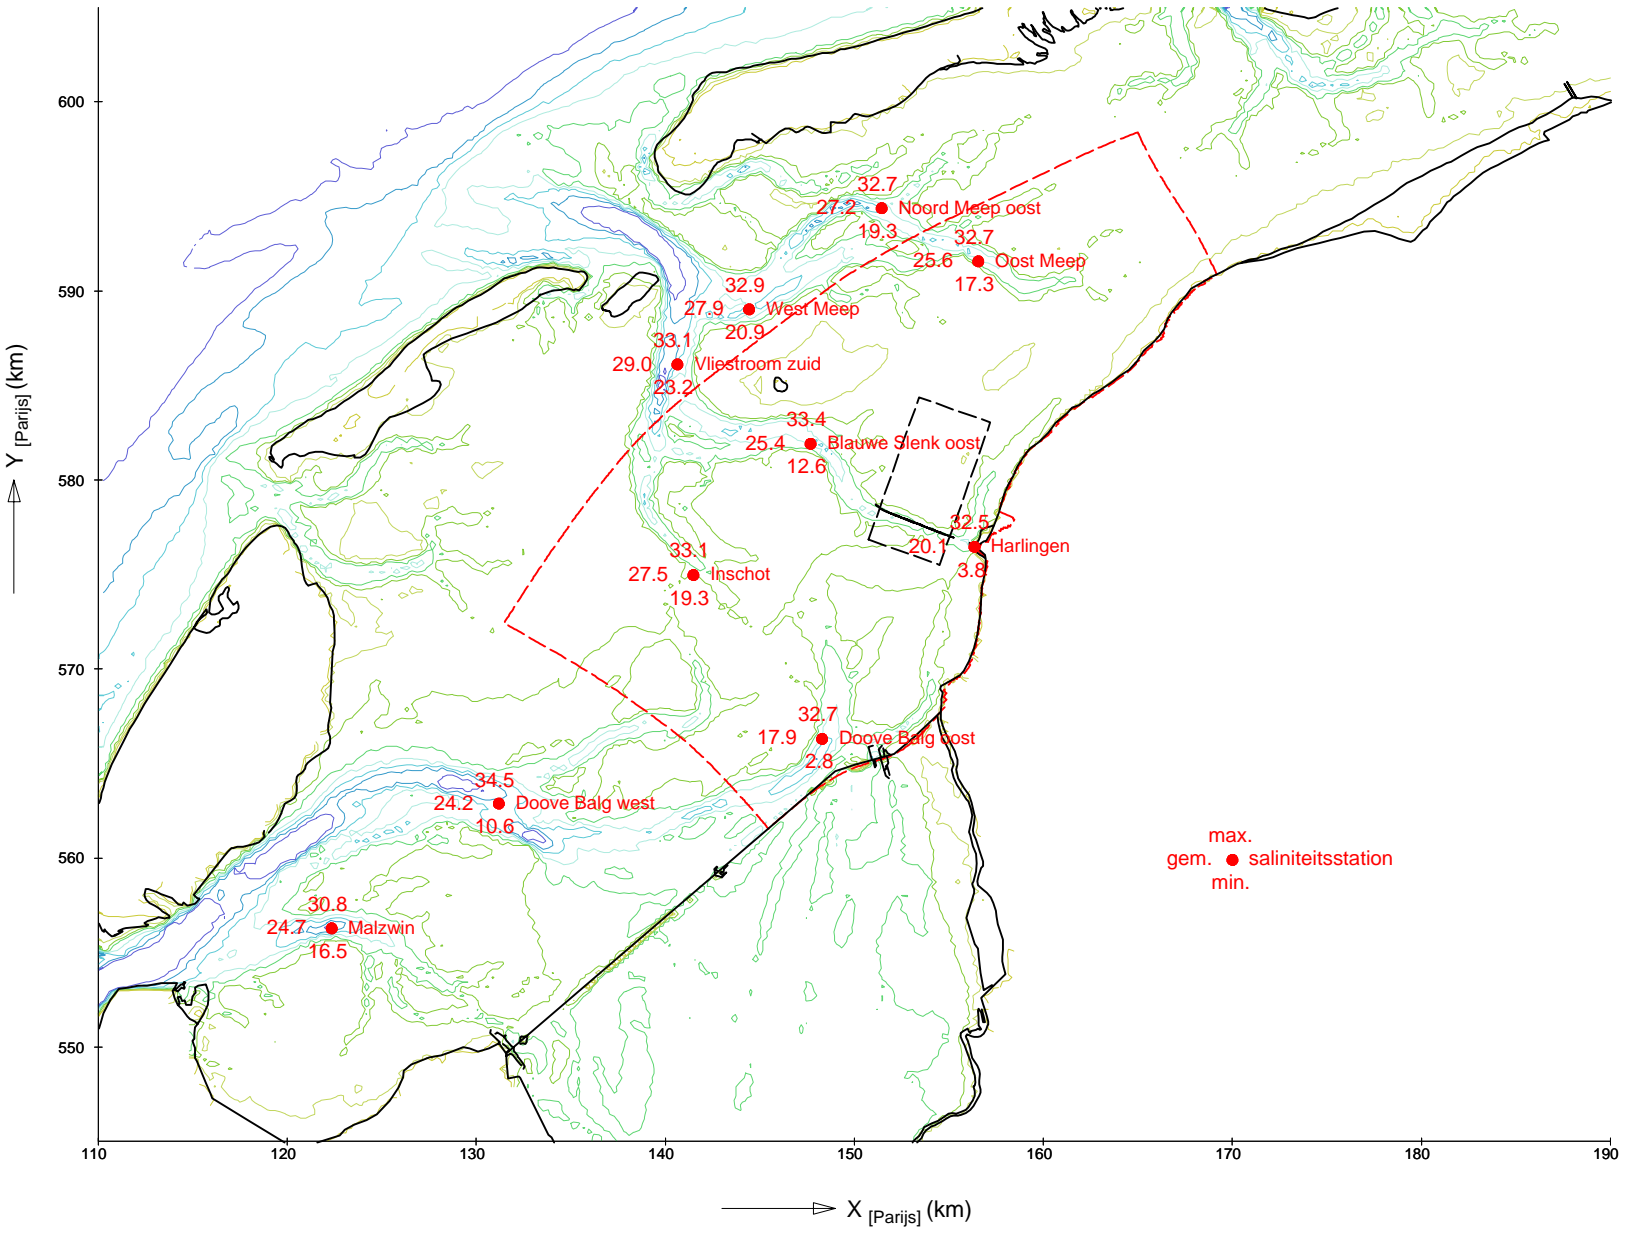 600
590
580
570
560
550
Y [Parijs] (km)
32.7
27.2 Noord Meep oost
19.3
32.7
25.6 Oost Meep
17.3
32.9
27.9 West Meep
20.9
33.1
29.0 Vliestroom zuid
23.2
33.4
25.4 Blauwe Slenk oost
12.6
32.5
20.1 Harlingen
3.8
33.1
27.5 Inschot
19.3
32.7
17.9 Doove Balg oost
2.8
34.5
24.2 Doove Balg west
10.6
30.8
24.7 Malzwin
16.5
max.
gem. saliniteitsstation
min.
110 120 130 140 150 160 170 180 190
X [Parijs] (km)